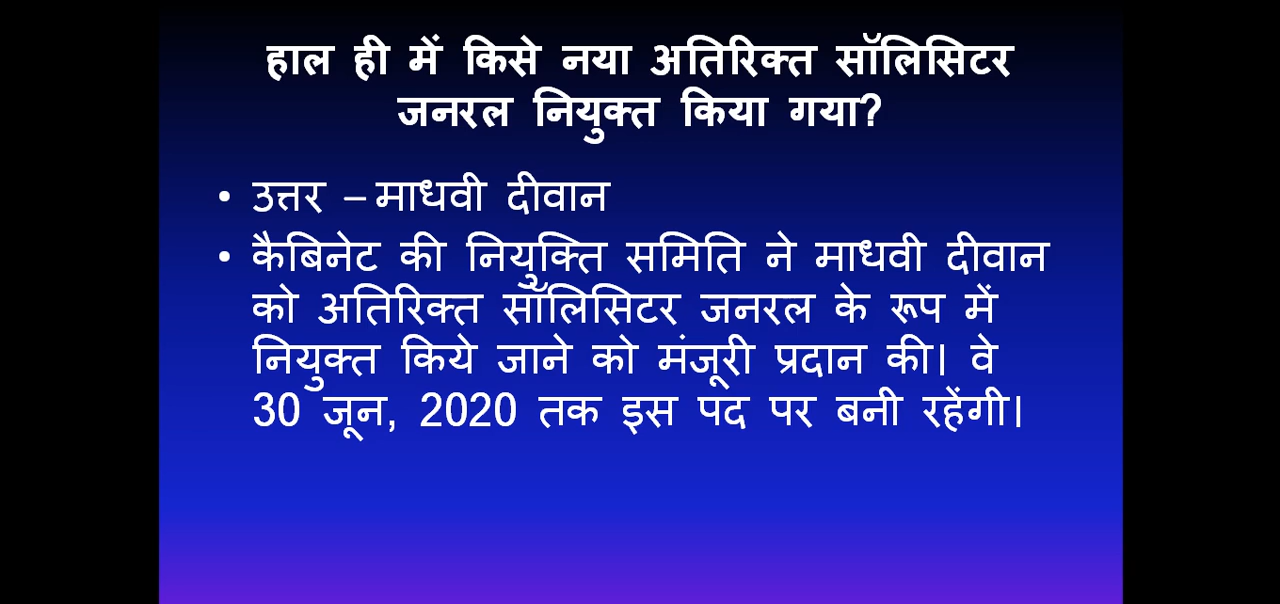 हाल ही में किसे नया अतिरिक्त सॉलिसिटर
जनरल नियुक्त किया गया?
• उत्तर – माधवी दीवान
• कैबिनेट की नियुक्ति समिति ने माधवी दीवान
को अतिरिक्त सॉलिसिटर जनरल के रूप में
नियुक्त किये जाने को मंजूरी प्रदान की। वे
30 जून, 2020 तक इस पद पर बनी रहेंगी।